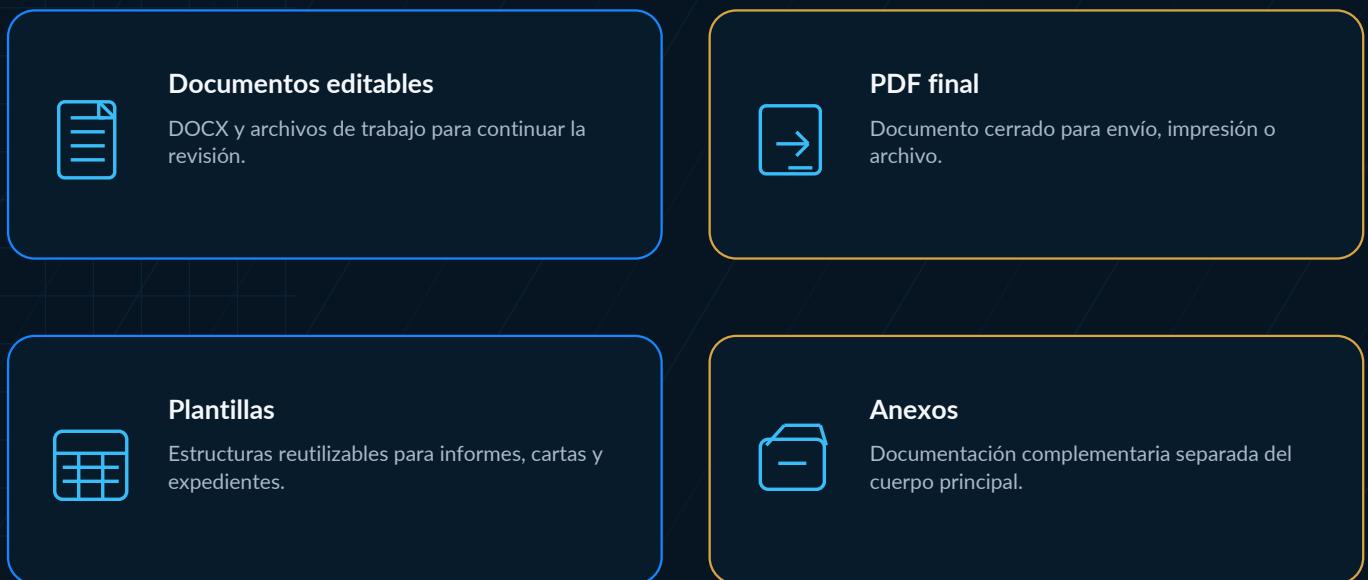 Documentos editables
DOCX y archivos de trabajo para continuar la
revisión.
PDF final
Documento cerrado para envío, impresión o
archivo.
Plantillas
Estructuras reutilizables para informes, cartas y
expedientes.
Anexos
Documentación complementaria separada del
cuerpo principal.